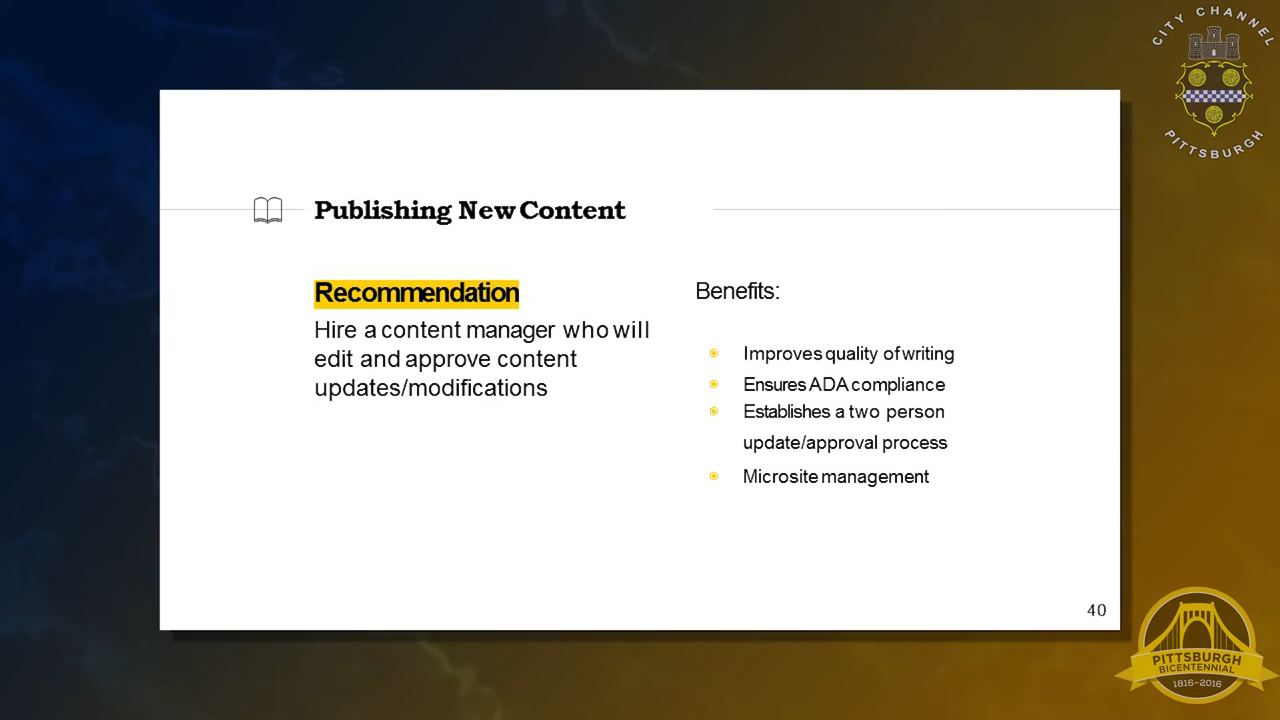 CITY CHANNEL
PITTSBURGH
Publishing New Content
Recommendation
Hire a content manager who will
edit and approve content
updates/modifications
Benefits:
Improves quality of writing
Ensures ADA compliance
Establishes a two person
update/approval process
Microsite management
40
PITTSBURGH
BICENTENNIAL
1816-2016